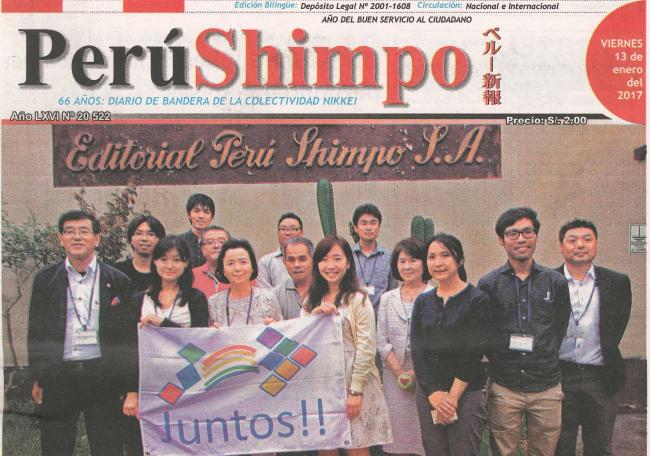 Edición Bilingüe: Depósito Legal Nº 2001-1608 Circulación: Nacional e Internacional
AÑO DEL BUEN SERVICIO AL CIUDADANO
PerúShimpo
ペルー新報
VIERNES
13 de
enero
del
2017
66 AÑOS: DIARIO DE BANDERA DE LA COLECTIVIDAD NIKKEI
Año LXVI Nº 20 522
Precio: S/. 2.00
Editorial Perú Shimpo S.A.
Juntos!!